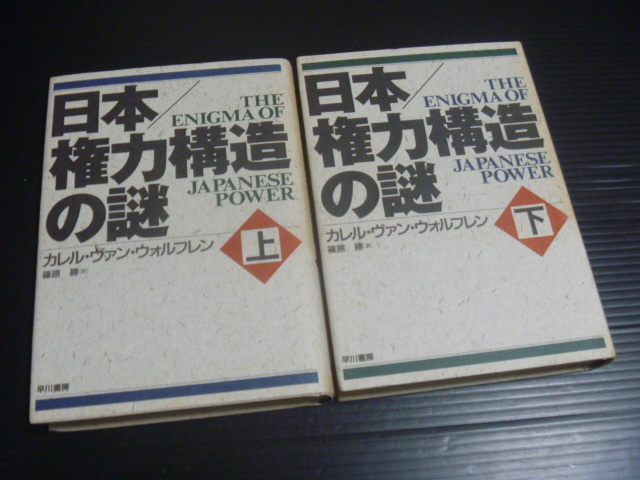 日本/
権力構造
の謎
THE
ENIGMA OF
JAPANESE
POWER
カレル・ヴァン・ウォルフレン
篠原 勝 訳
上
早川書房
日本/
権力構造
の謎
THE
ENIGMA OF
JAPANESE
POWER
カレル・ヴァン・ウォルフレン
篠原 勝 訳
下
早川書房